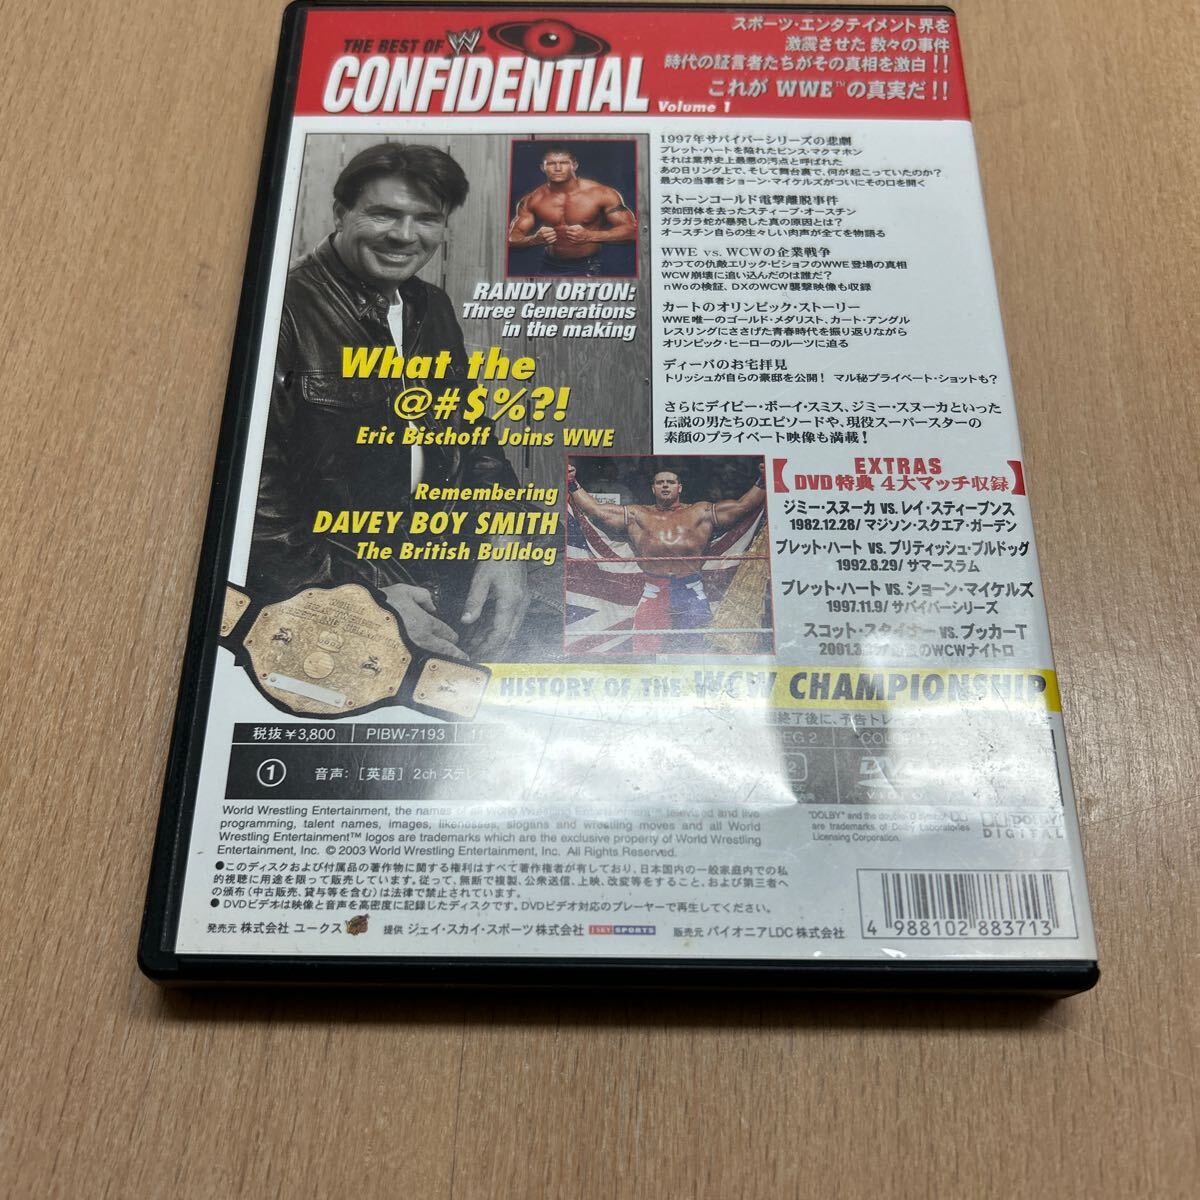 THE BEST OF W
CONFIDENTIAL
Volume 1
スポーツ・エンタテイメント界を
激震させた 数々の事件
時代の証言者たちがその真相を激白!!
これが WWE™の真実だ!!
1997年サバイバーシリーズの悲劇
ブレット・ハートを陥れたビンス・マクマホン
それは業界史上最悪の汚点と呼ばれた
あの日リング上で、そして舞台裏で、何が起こっていたのか?
最大の当事者ショーン・マイケルズがついにその口を開く
ストーンコールド電撃離脱事件
突如団体を去ったスティーブ・オースチン
ガラガラ蛇が暴発した真の原因とは?
オースチン自らの生々しい肉声が全てを物語る
WWE vs. WCWの企業戦争
かつての仇敵エリック・ビショフのWWE登場の真相
WCW崩壊に追い込んだのは誰だ?
nWoの検証、DXのWCW襲撃映像も収録
カートのオリンピック・ストーリー
WWE唯一のゴールド・メダリスト、カート・アングル
レスリングにささげた青春時代を振り返りながら
オリンピック・ヒーローのルーツに迫る
ディーバのお宅拝見
トリッシュが自らの豪邸を公開! マル秘プライベート・ショットも?
さらにデイビー・ボーイ・スミス、ジミー・スヌーカといった
伝説の男たちのエピソードや、現役スーパースターの
素顔のプライベート映像も満載!
RANDY ORTON:
Three Generations
in the making
What the
@#$%?!
Eric Bischoff Joins WWE
Remembering
DAVEY BOY SMITH
The British Bulldog
EXTRAS
【DVD特典 4大マッチ収録】
ジミー・スヌーカ VS. レイ・スティーブンス
1982.12.28/ マジソン・スクエア・ガーデン
ブレット・ハート VS. ブリティッシュ・ブルドッグ
1992.8.29/ サマースラム
ブレット・ハート VS. ショーン・マイケルズ
1997.11.9/ サバイバーシリーズ
スコット・スタイナー VS. ブッカーT
2001.3. のWCWナイトロ
HISTORY OF THE WCW CHAMPIONSHIP
終了後に、予告トレ
税抜¥3,800 PIBW-7193
① 音声:[英語] 2ch ステレ
World Wrestling Entertainment, the names of all World Wrestling Entertainment televised and live
programming, talent names, images, likenesses, slogans and wrestling moves and all World
Wrestling Entertainment™ logos are trademarks which are the exclusive property of World Wrestling
Entertainment, Inc. © 2003 World Wrestling Entertainment, Inc. All Rights Reserved.
"DOLBY" and the double-D symbol
are trademarks of Dolby Laboratories
Licensing Corporation.
DOLBY
DIGITAL
●このディスクおよび付属品の著作物に関する権利はすべて著作権者が有しており、日本国内の一般家庭内での私
的視聴に用途を限って販売しています。従って、無断で複製、公衆送信、上映、改変等をすること、および第三者へ
の頒布(中古販売、貸与等を含む)は法律で禁止されています。
●DVDビデオは映像と音声を高密度に記録したディスクです。DVDビデオ対応のプレーヤーで再生してください。
発売元 株式会社 ユークス 提供 ジェイ・スカイ・スポーツ株式会社 J SKY SPORTS 販売元 パイオニアLDC株式会社
4 988102 883713